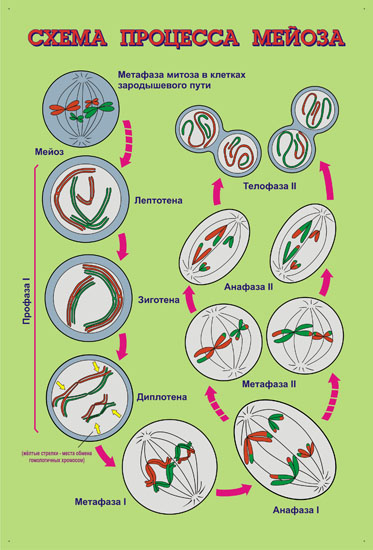 СХЕМА ПРОЦЕССА МЕЙОЗА
Метафаза митоза в клетках
зародышевого пути
Мейоз
Профаза I
Лептотена
Зиготена
Диплотена
(жёлтые стрелки - места обмена
гомологичных хромосом)
Метафаза I
Анафаза I
Метафаза II
Анафаза II
Телофаза II